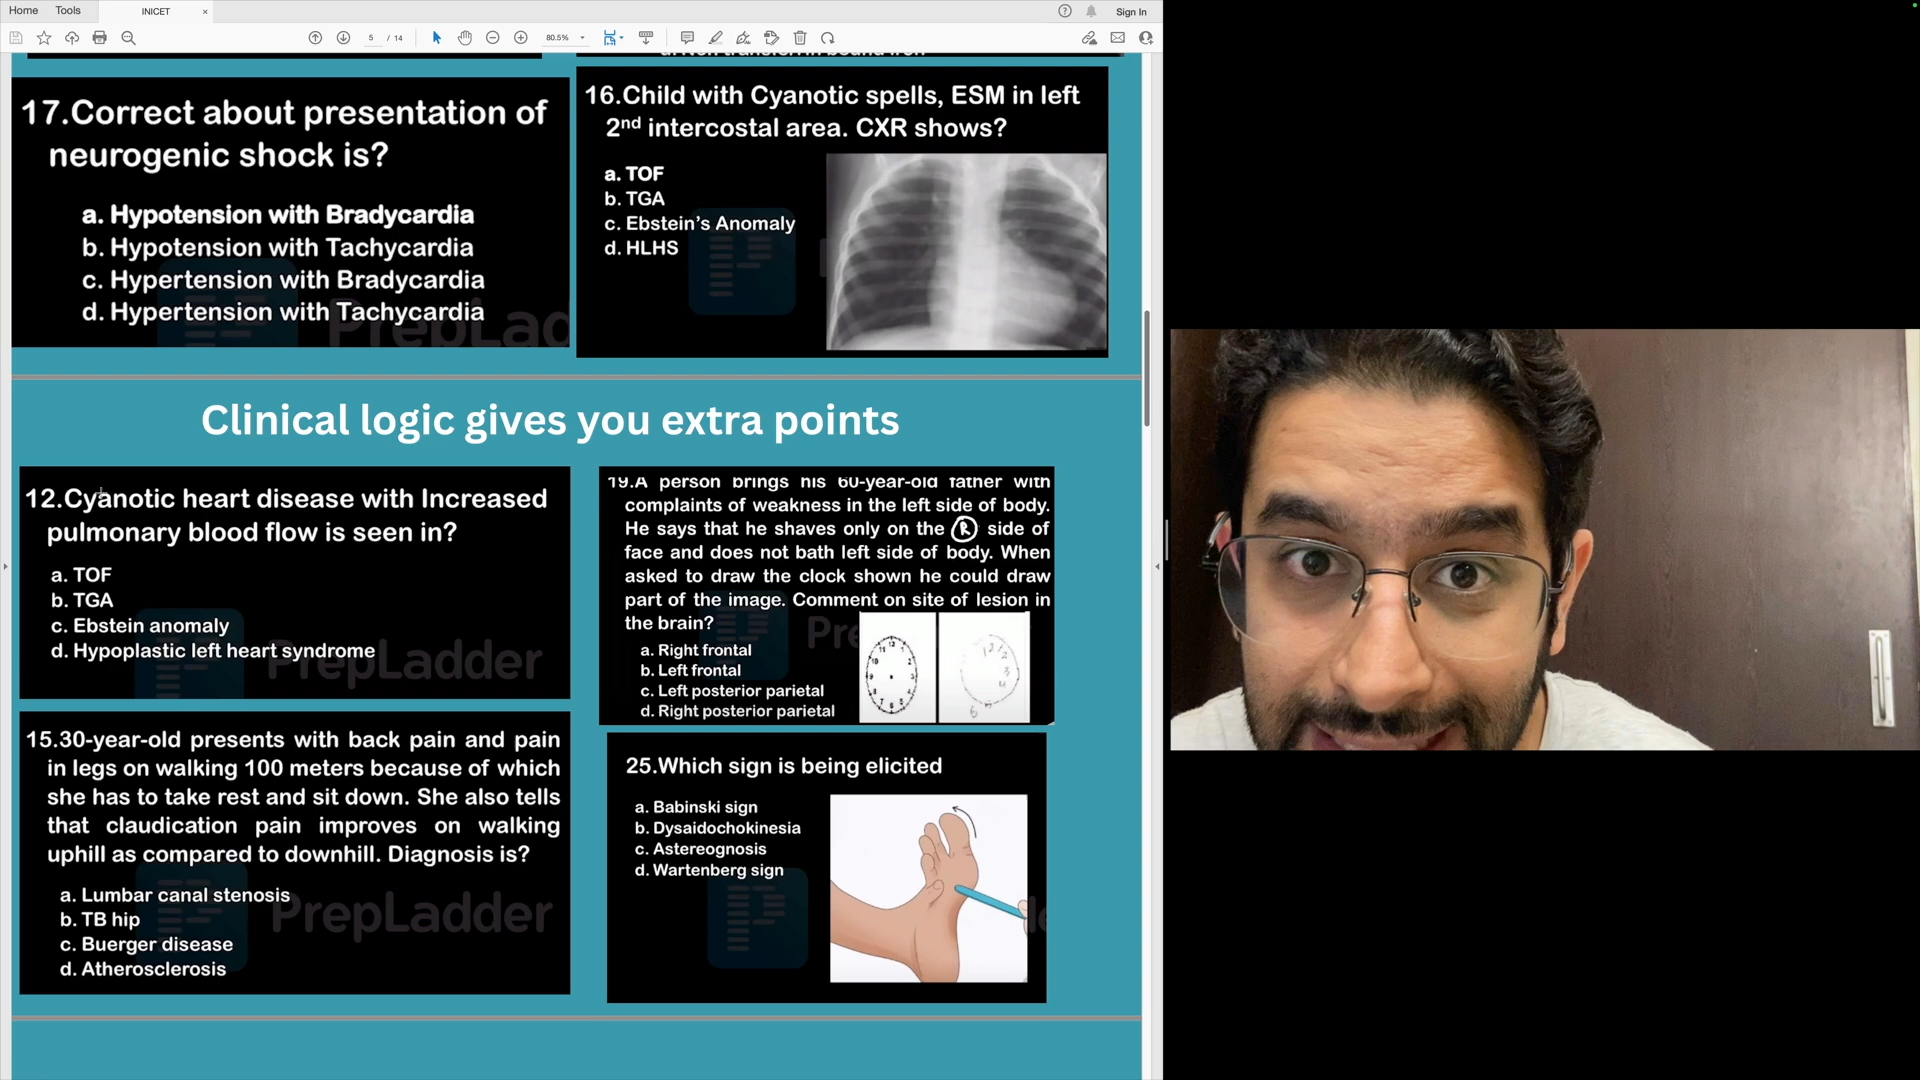 Home
Tools
INICET
×
Sign In
5 / 14
80.5%
17.Correct about presentation of
neurogenic shock is?
a. Hypotension with Bradycardia
b. Hypotension with Tachycardia
c. Hypertension with Bradycardia
d. Hypertension with Tachycardia
PrepLad
16.Child with Cyanotic spells, ESM in left
2nd intercostal area. CXR shows?
a. TOF
b. TGA
c. Ebstein’s Anomaly
d. HLHS
Clinical logic gives you extra points
12.Cyanotic heart disease with Increased
pulmonary blood flow is seen in?
a. TOF
b. TGA
c. Ebstein anomaly
d. Hypoplastic left heart syndrome
PrepLadder
19.A person brings his 60-year-old father with
complaints of weakness in the left side of body.
He says that he shaves only on the R side of
face and does not bath left side of body. When
asked to draw the clock shown he could draw
part of the image. Comment on site of lesion in
the brain?
Pre
a. Right frontal
b. Left frontal
c. Left posterior parietal
d. Right posterior parietal
15.30-year-old presents with back pain and pain
in legs on walking 100 meters because of which
she has to take rest and sit down. She also tells
that claudication pain improves on walking
uphill as compared to downhill. Diagnosis is?
a. Lumbar canal stenosis
b. TB hip
c. Buerger disease
d. Atherosclerosis
PrepLadder
25.Which sign is being elicited
a. Babinski sign
b. Dysaidochokinesia
c. Astereognosis
d. Wartenberg sign